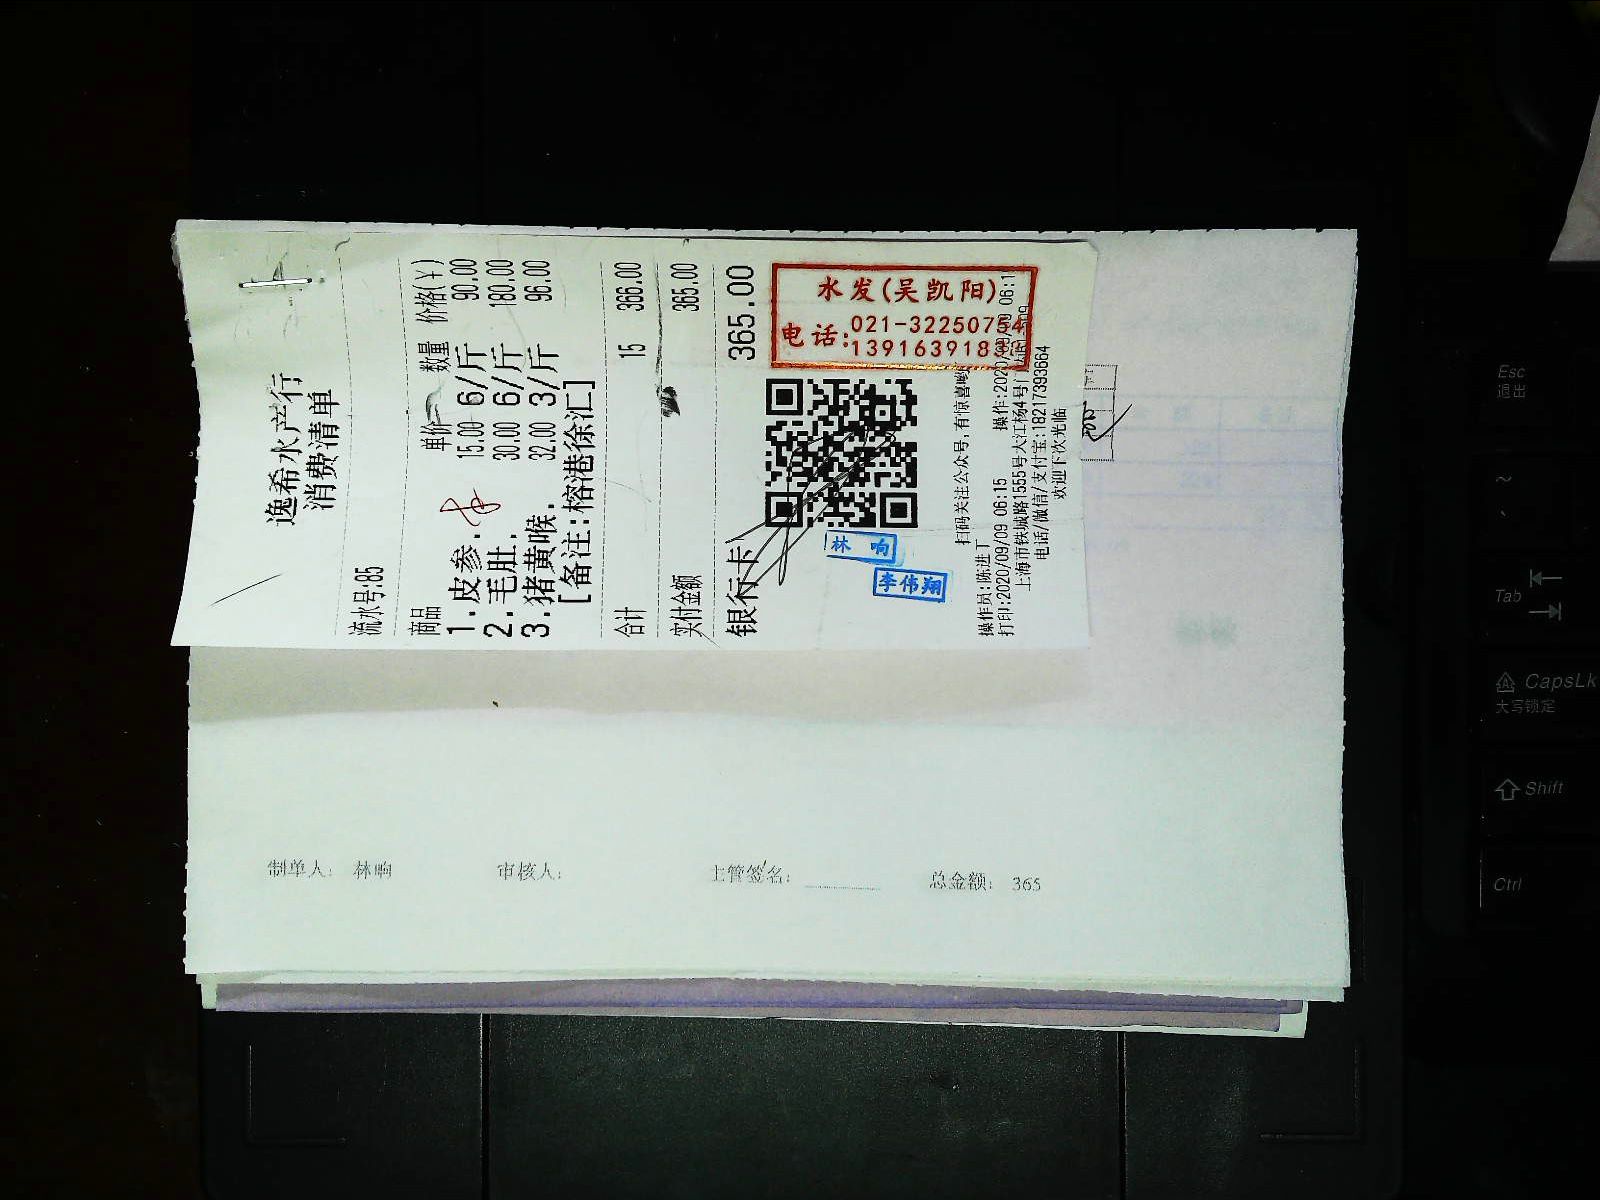 逸希水产行
消费清单
流水号:85
商品 单价 数量 价格(¥)
1.皮参. 15.00 6/斤 90.00
2.毛肚. 30.00 6/斤 180.00
3.猪黄喉. 32.00 3/斤 96.00
[备注:榕港徐汇]
合计 15 366.00
实付金额 365.00
银行卡 365.00
水发(吴凯阳)
电话:021-32250754
139163918
林 响
李伟翔
扫码关注公众号,有惊喜哟
操作员:陈进丁
打印:2020/09/09 06:15
上海市铁城路1555号大江杨4号
电话/微信/支付宝:18217393664
欢迎下次光临
制单人: 林响 审核人: 主管签名: 总金额: 365
Esc
退出
~
Tab
CapsLk
大写锁定
Shift
Ctrl